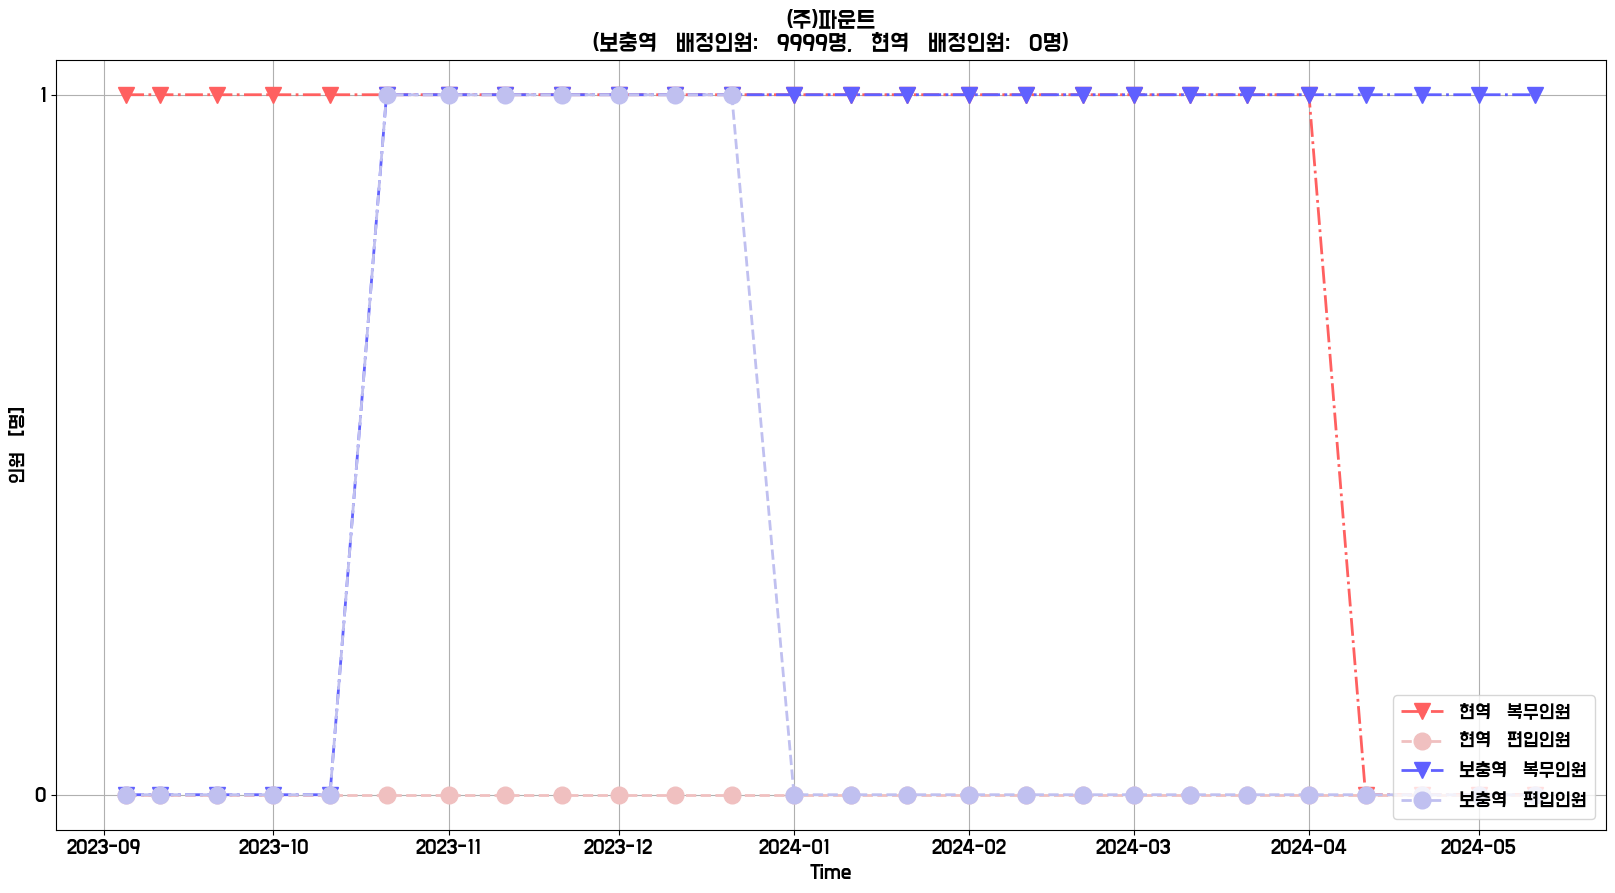 (주)파운트
(보충역 배정인원: 9999명, 현역 배정인원: 0명)
1
인원 [명]
0
현역 복무인원
현역 편입인원
보충역 복무인원
보충역 편입인원
2023-09 2023-10 2023-11 2023-12 2024-01 2024-02 2024-03 2024-04 2024-05
Time